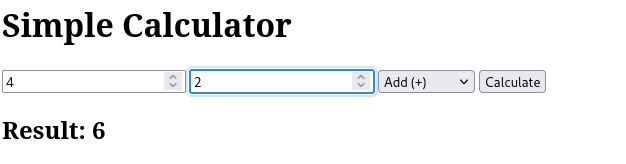 Simple Calculator
4 2 Add (+) Calculate
Result: 6